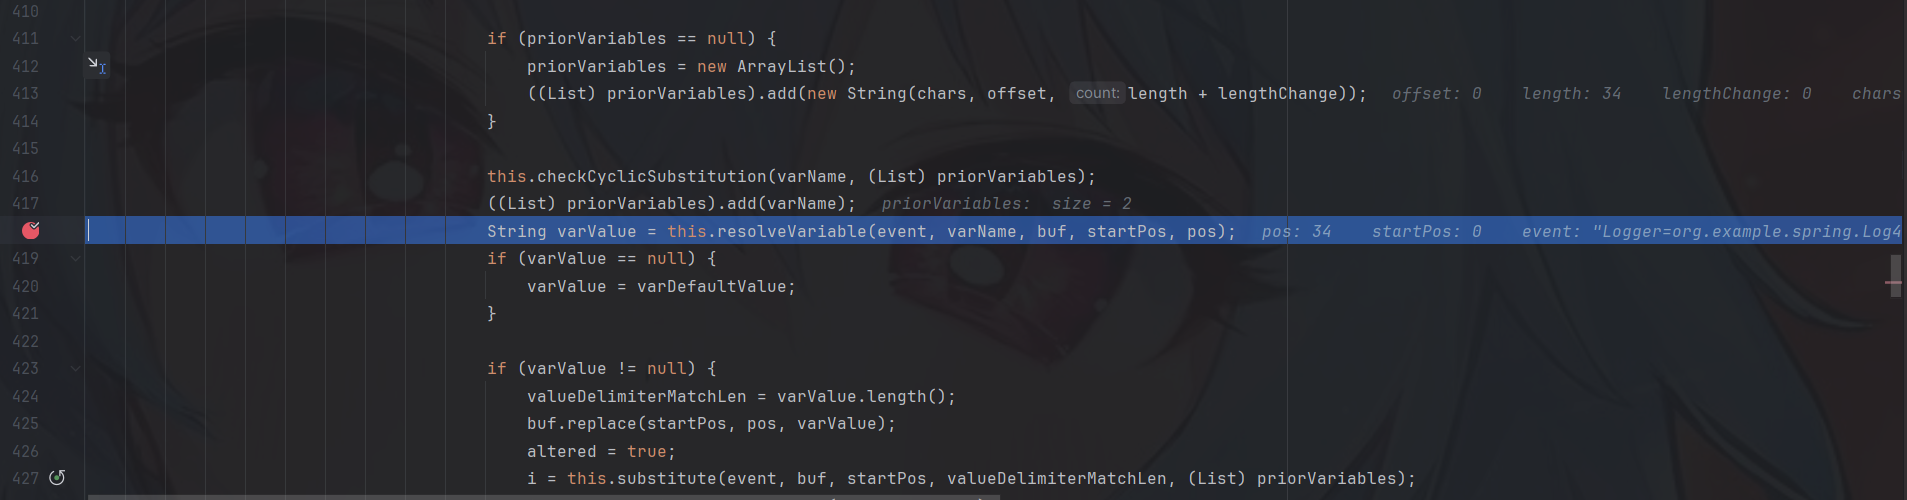 410
411 if (priorVariables == null) {
412 priorVariables = new ArrayList();
413 ((List) priorVariables).add(new String(chars, offset, count: length + lengthChange)); offset: 0 length: 34 lengthChange: 0 chars
414 }
415
416 this.checkCyclicSubstitution(varName, (List) priorVariables);
417 ((List) priorVariables).add(varName); priorVariables: size = 2
String varValue = this.resolveVariable(event, varName, buf, startPos, pos); pos: 34 startPos: 0 event: "Logger=org.example.spring.Log4
419 if (varValue == null) {
420 varValue = varDefaultValue;
421 }
422
423 if (varValue != null) {
424 valueDelimiterMatchLen = varValue.length();
425 buf.replace(startPos, pos, varValue);
426 altered = true;
427 i = this.substitute(event, buf, startPos, valueDelimiterMatchLen, (List) priorVariables);